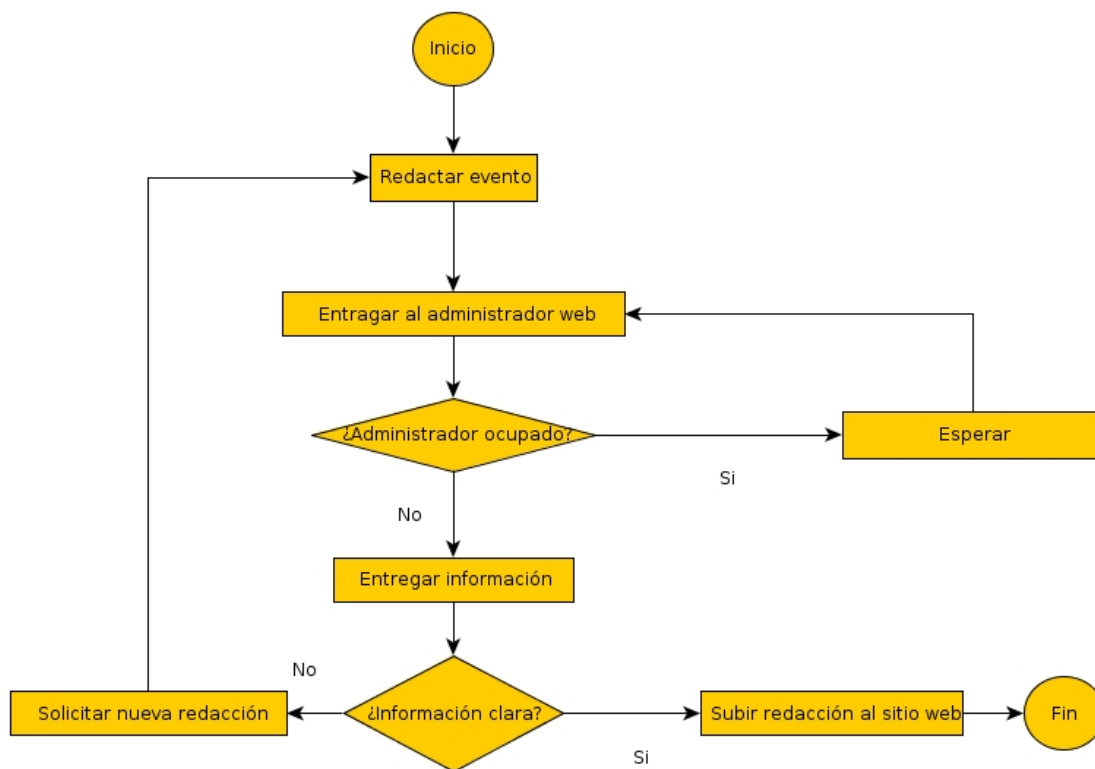 Inicio
Redactar evento
Entragar al administrador web
¿Administrador ocupado?
Esperar
Si
No
Entregar información
No
Solicitar nueva redacción
¿Información clara?
Subir redacción al sitio web
Fin
Si